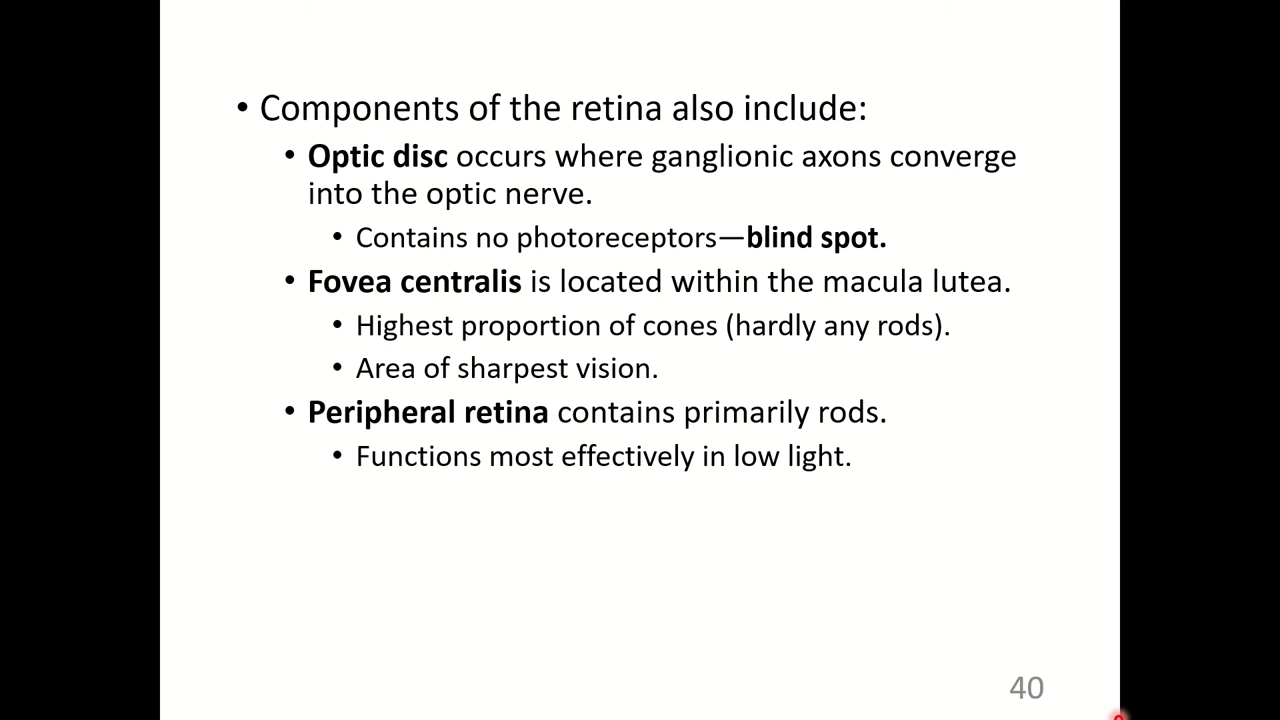 • Components of the retina also include:
• Optic disc occurs where ganglionic axons converge
into the optic nerve.
• Contains no photoreceptors—blind spot.
• Fovea centralis is located within the macula lutea.
• Highest proportion of cones (hardly any rods).
• Area of sharpest vision.
• Peripheral retina contains primarily rods.
• Functions most effectively in low light.
40